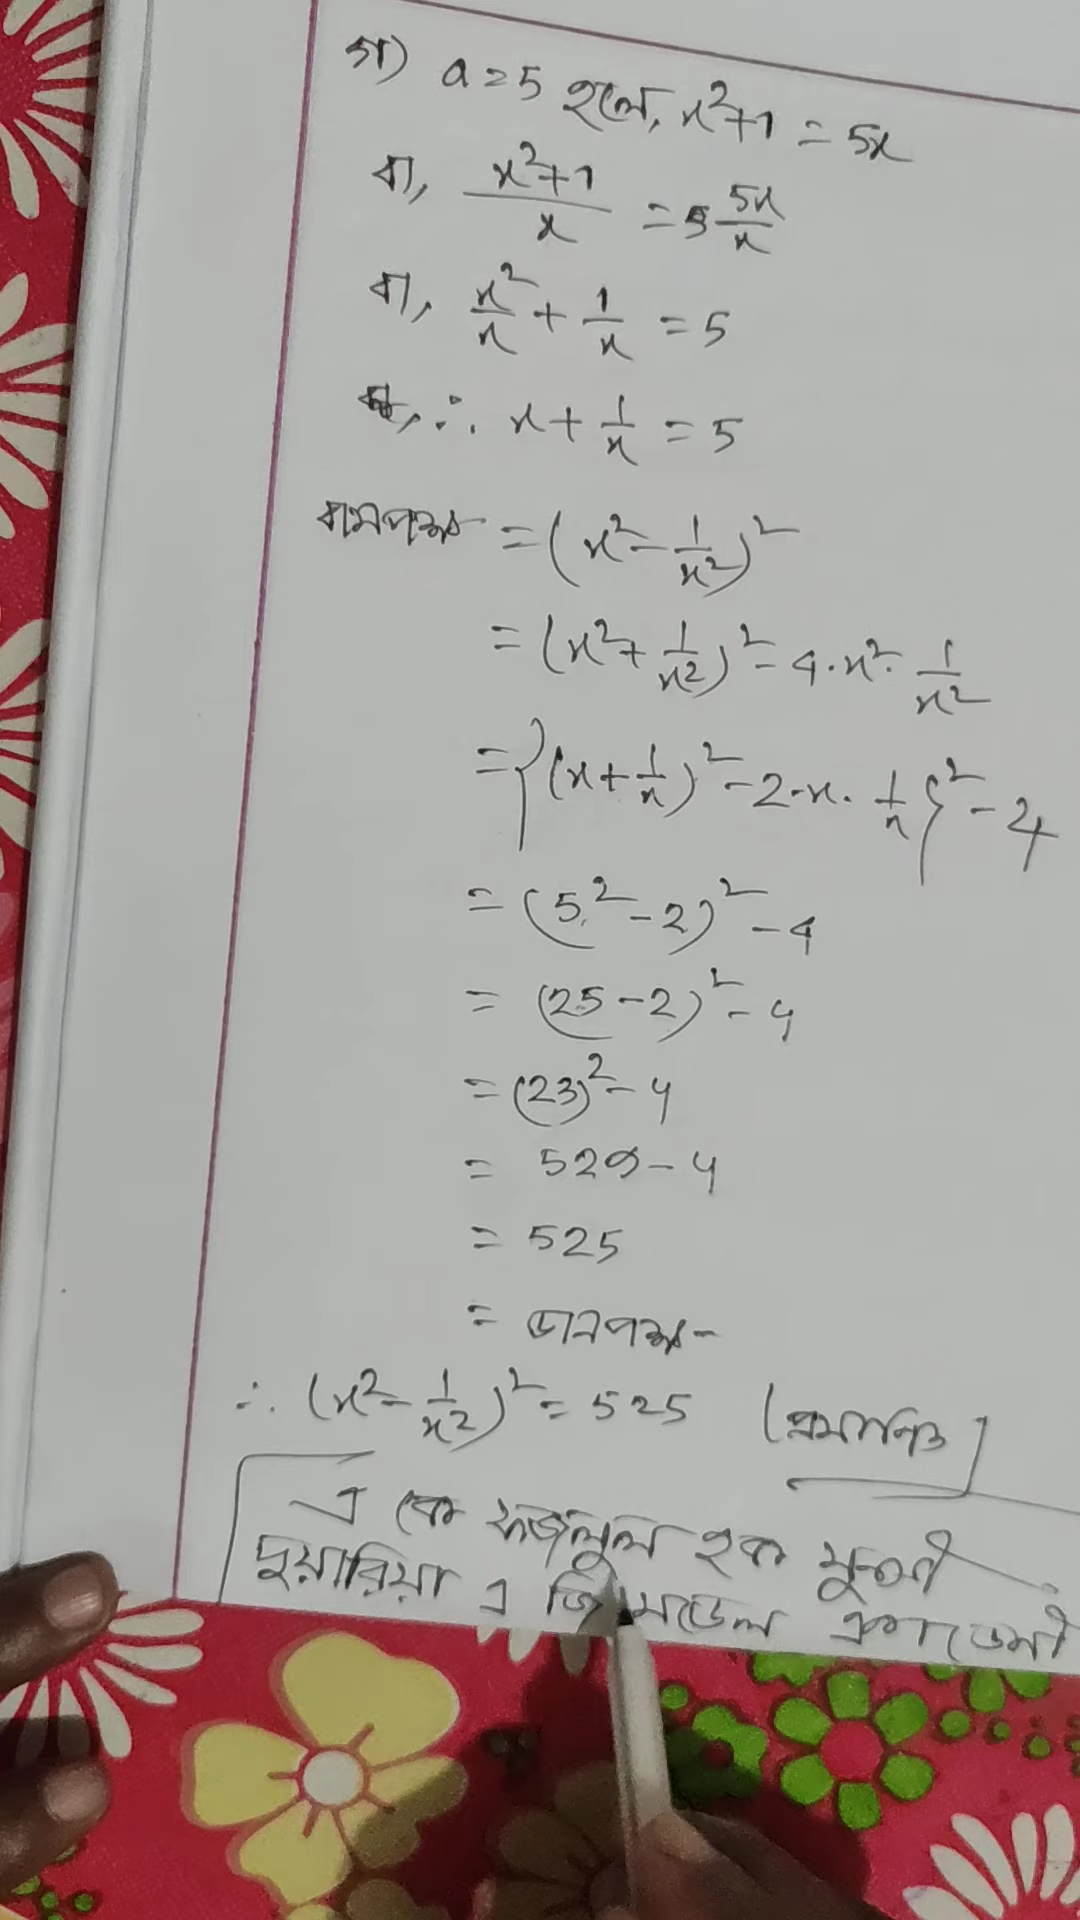 গ) a = 5 হলে, x²+1 = 5x
বা, (x²+1)/x = 5x/x
বা, x²/x + 1/x = 5
∴ x + 1/x = 5
বামপক্ষ = (x² - 1/x²)²
= (x² + 1/x²)² - 4·x²·1/x²
= {(x + 1/x)² - 2·x·1/x}² - 4
= (5² - 2)² - 4
= (25 - 2)² - 4
= (23)² - 4
= 529 - 4
= 525
= ডানপক্ষ
∴ (x² - 1/x²)² = 525 (প্রমাণিত)
এ কে ফজলুল হক মুন্সী
দুয়ারিয়া এ জি মডেল একাডেমী